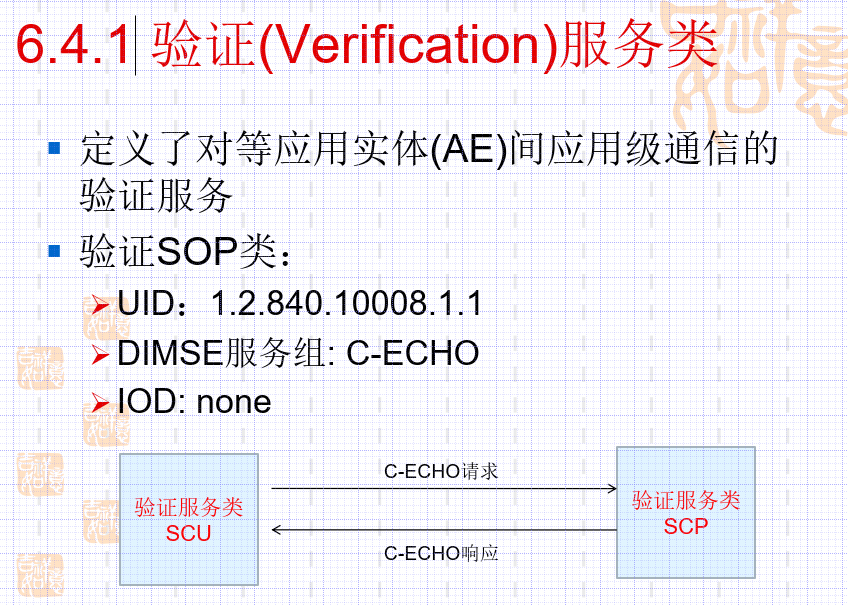 6.4.1 验证(Verification)服务类
定义了对等应用实体(AE)间应用级通信的
验证服务
验证SOP类：
UID：1.2.840.10008.1.1
DIMSE服务组: C-ECHO
IOD: none
C-ECHO请求
验证服务类
SCU
验证服务类
SCP
C-ECHO响应